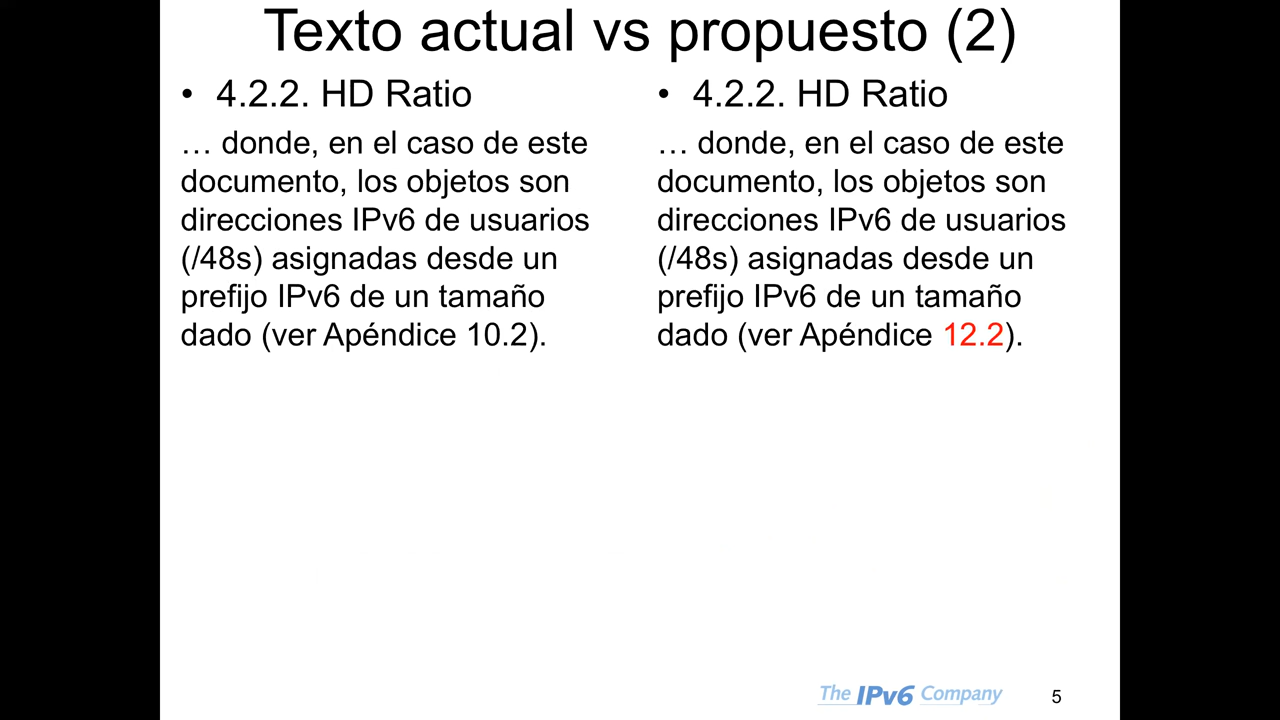 Texto actual vs propuesto (2)
• 4.2.2. HD Ratio
… donde, en el caso de este
documento, los objetos son
direcciones IPv6 de usuarios
(/48s) asignadas desde un
prefijo IPv6 de un tamaño
dado (ver Apéndice 10.2).
• 4.2.2. HD Ratio
… donde, en el caso de este
documento, los objetos son
direcciones IPv6 de usuarios
(/48s) asignadas desde un
prefijo IPv6 de un tamaño
dado (ver Apéndice 12.2).
The IPv6 Company
5